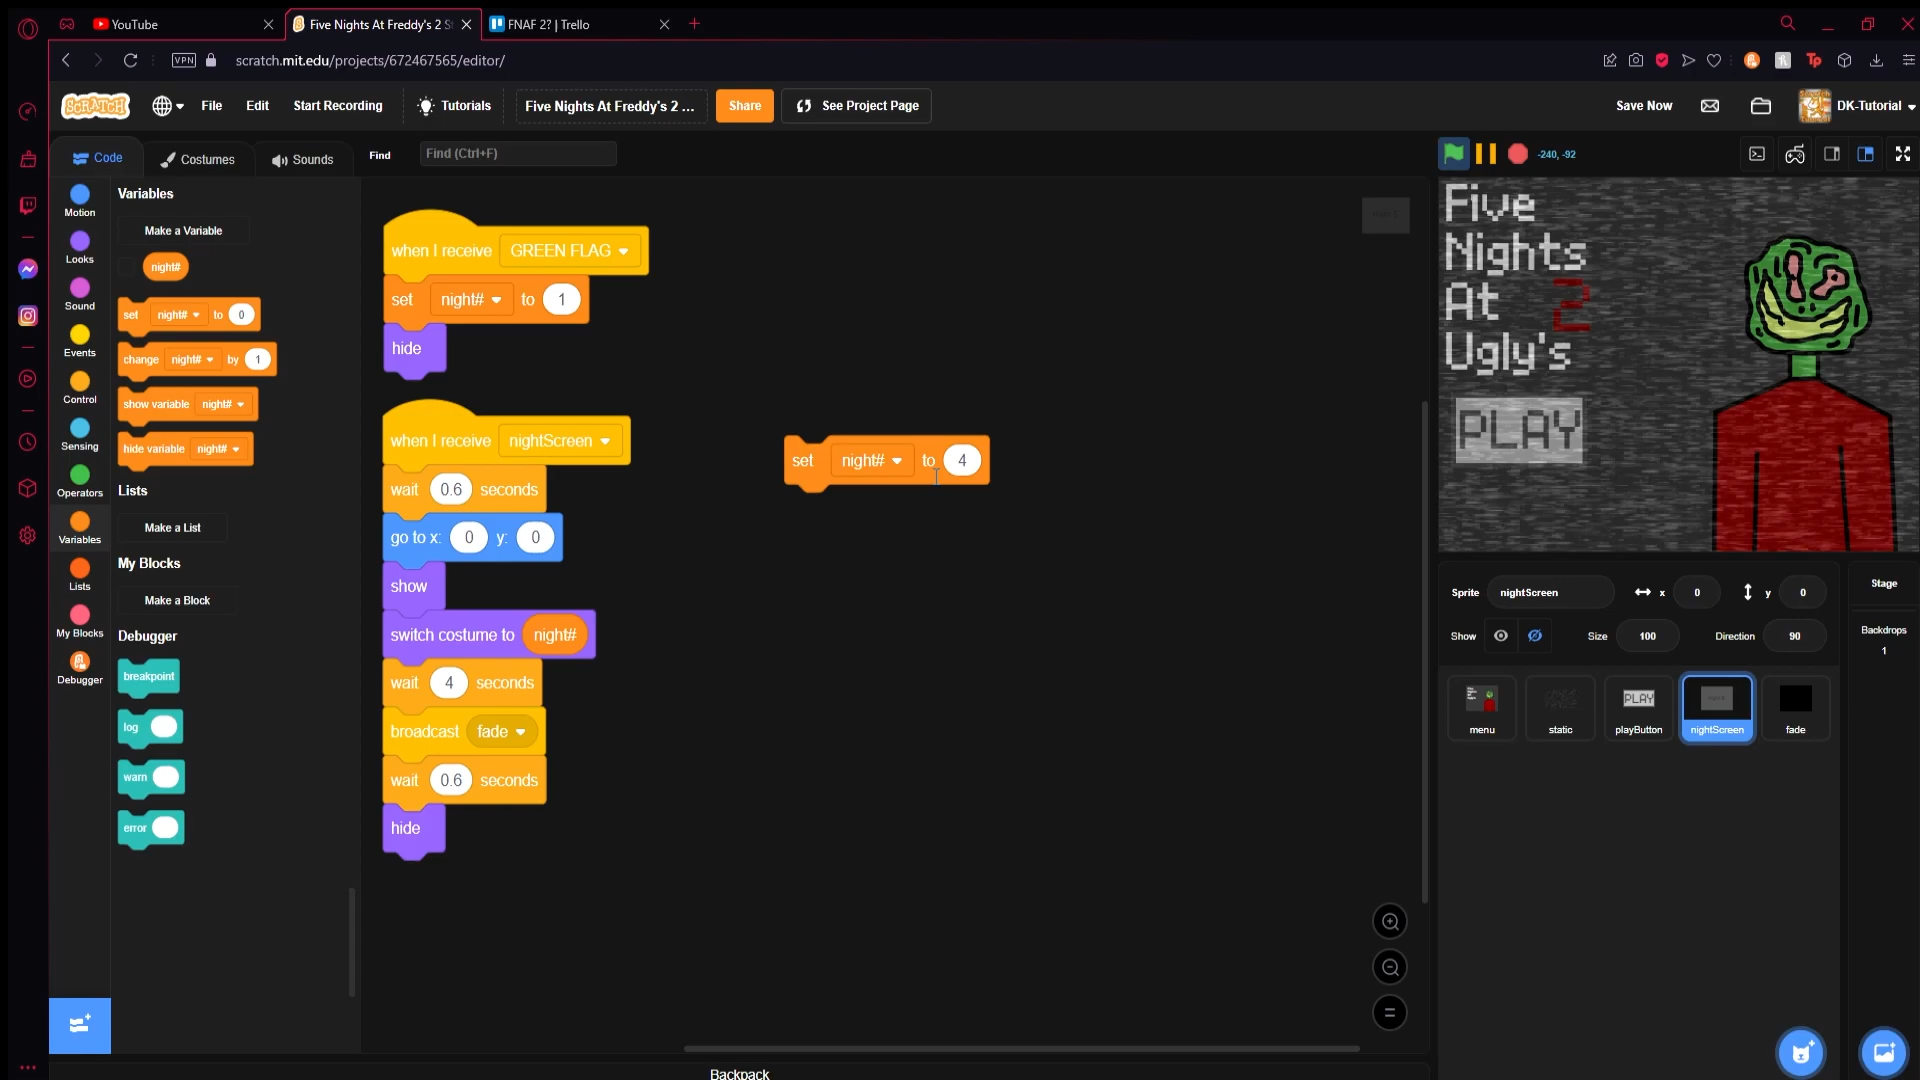 YouTube
Five Nights At Freddy's 2 S
FNAF 2? | Trello
VPN
scratch.mit.edu/projects/672467565/editor/
Tp
SCRATCH
File
Edit
Start Recording
Tutorials
Five Nights At Freddy's 2 ...
Share
See Project Page
Save Now
DK-Tutorial
Code
Costumes
Sounds
Find
Find (Ctrl+F)
-240, -92
Motion
Looks
Sound
Events
Control
Sensing
Operators
Variables
Lists
My Blocks
Debugger
Variables
Make a Variable
night#
set night# to 0
change night# by 1
show variable night#
hide variable night#
Lists
Make a List
My Blocks
Make a Block
Debugger
breakpoint
log
warn
error
when I receive GREEN FLAG
set night# to 1
hide
when I receive nightScreen
wait 0.6 seconds
go to x: 0 y: 0
show
switch costume to night#
wait 4 seconds
broadcast fade
wait 0.6 seconds
hide
set night# to 4
Five
Nights
At 2
Ugly's
PLAY
Sprite nightScreen x 0 y 0
Show Size 100 Direction 90
menu
static
PLAY
playButton
nightScreen
fade
Stage
Backdrops
1
Backpack